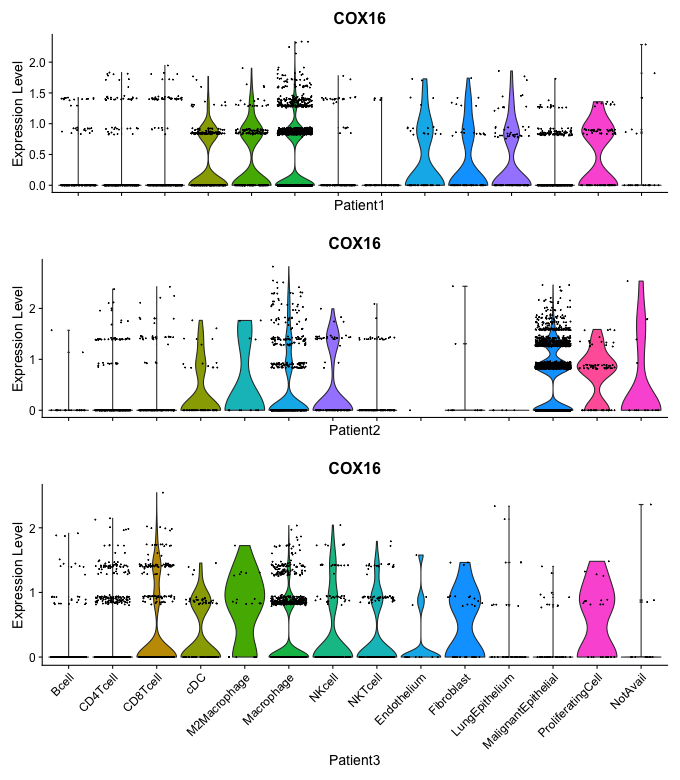 COX16
Expression Level
2.0
1.5
1.0
0.5
0.0
Patient1
COX16
Expression Level
2
1
0
Patient2
COX16
Expression Level
2
1
0
Bcell
CD4Tcell
CD8Tcell
cDC
M2Macrophage
Macrophage
NKcell
NKTcell
Endothelium
Fibroblast
LungEpithelium
MalignantEpithelial
ProliferatingCell
NotAvail
Patient3